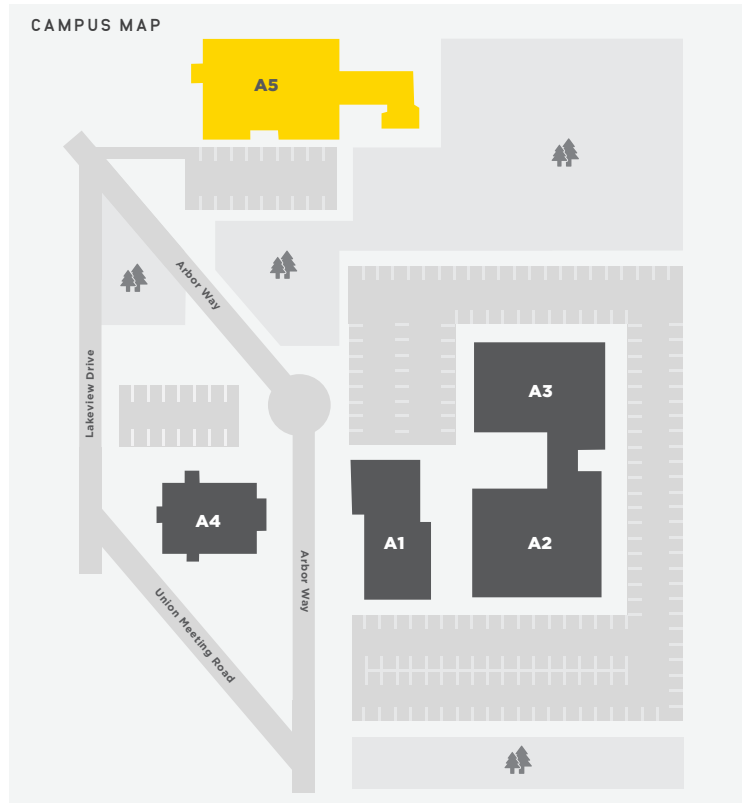 CAMPUS MAP
A5
Arbor Way
Lakeview Drive
A3
A4
A1
A2
Arbor Way
Union Meeting Road